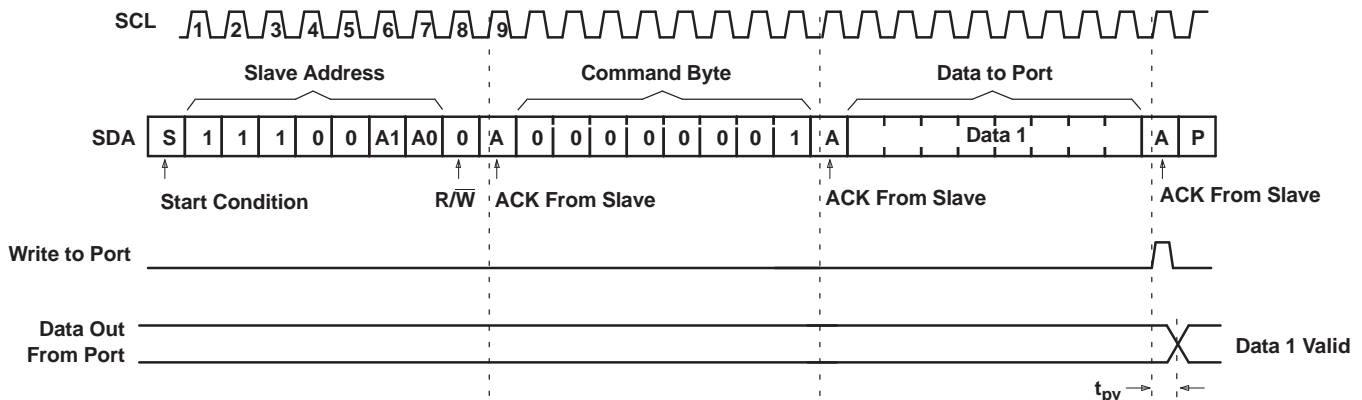 SCL 1 2 3 4 5 6 7 8 9
Slave Address Command Byte Data to Port
SDA S 1 1 1 0 0 A1 A0 0 A 0 0 0 0 0 0 0 1 A Data 1 A P
Start Condition R/W̅ ACK From Slave ACK From Slave ACK From Slave
Write to Port
Data Out
From Port
Data 1 Valid
tpv